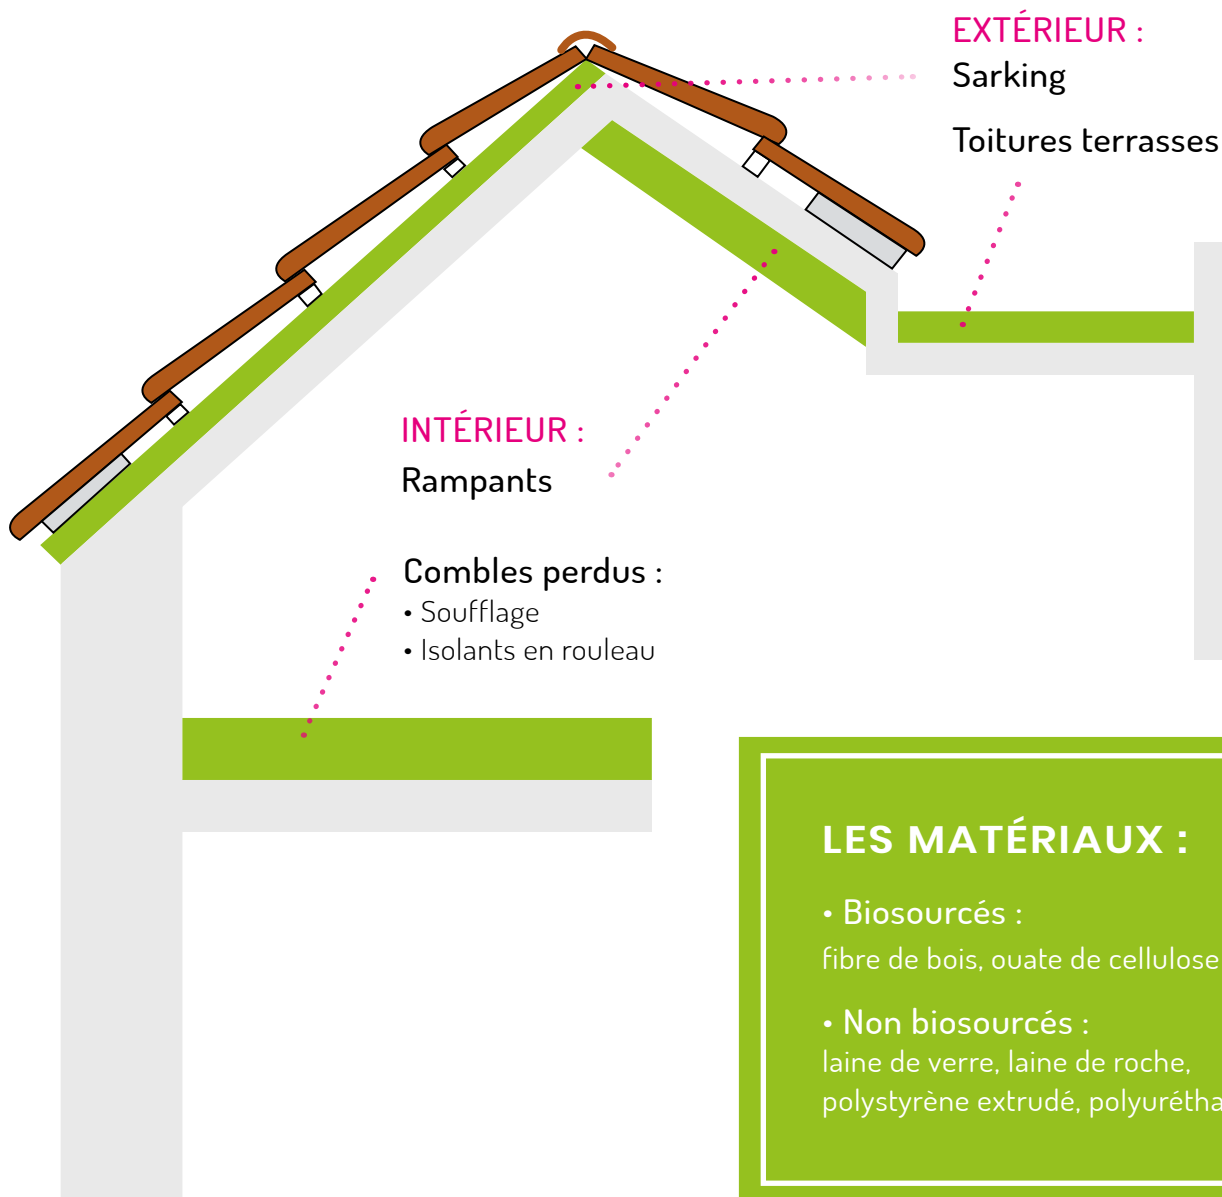 EXTÉRIEUR :
Sarking
Toitures terrasses
INTÉRIEUR :
Rampants
Combles perdus :
• Soufflage
• Isolants en rouleau
LES MATÉRIAUX :
• Biosourcés :
fibre de bois, ouate de cellulose
• Non biosourcés :
laine de verre, laine de roche,
polystyrène extrudé,